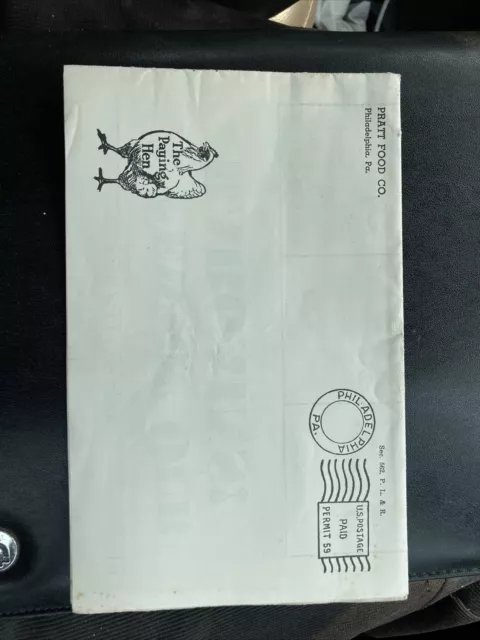 PRATT FOOD CO.
Philadelphia, Pa.
Sec. 562, P. L. & R.
PHILADELPHIA
PA.
U.S. POSTAGE
PAID
PERMIT 59
The
Paying
Hen